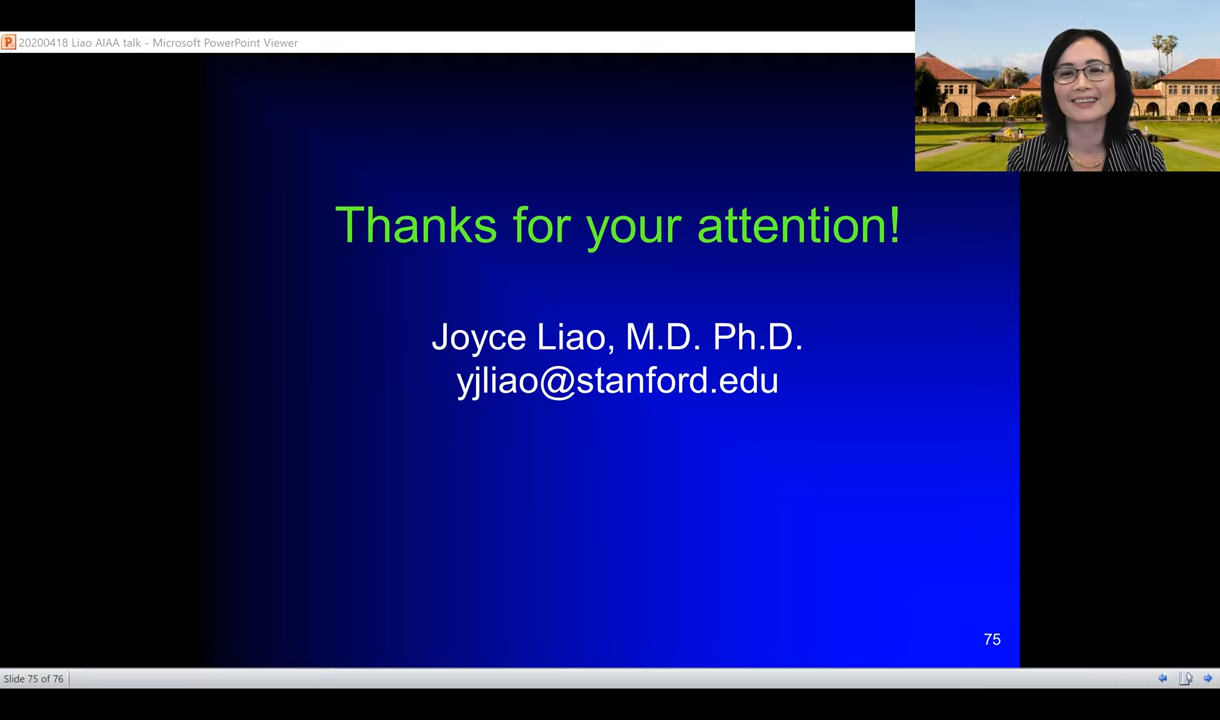 20200418 Liao AIAA talk - Microsoft PowerPoint Viewer
Thanks for your attention!
Joyce Liao, M.D. Ph.D.
yjliao@stanford.edu
75
Slide 75 of 76